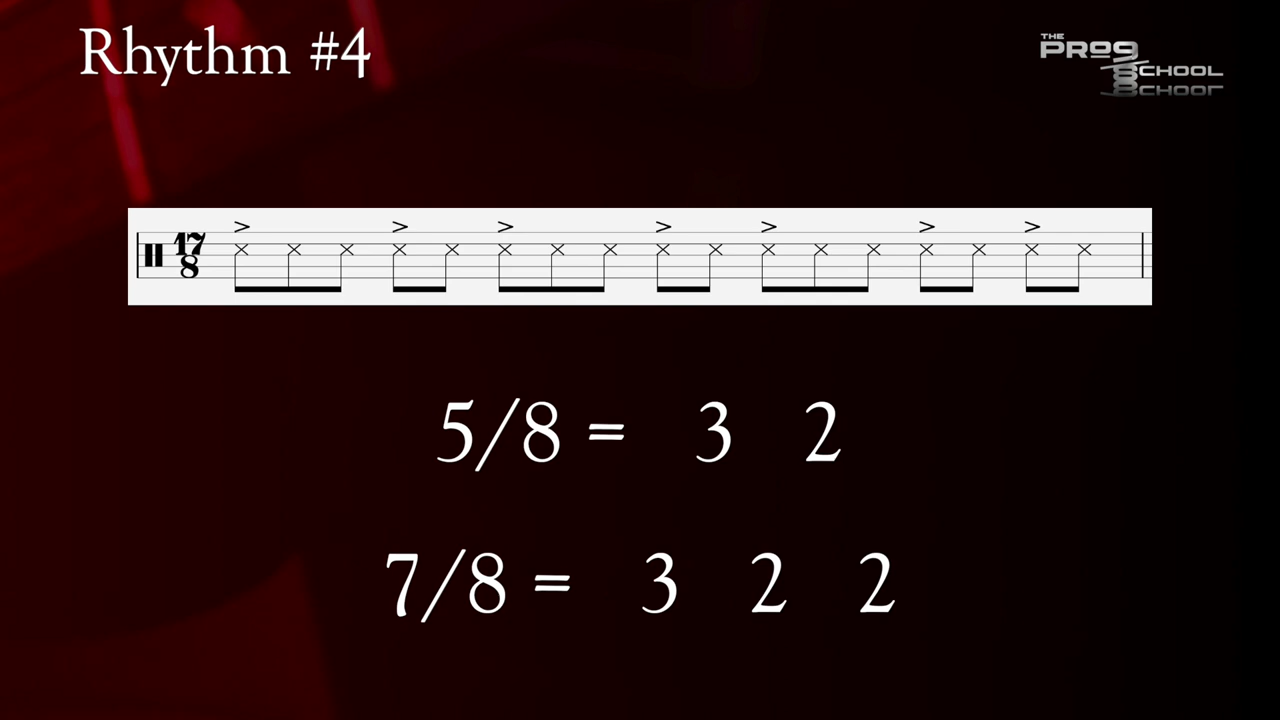 Rhythm #4
THE
PROG
SCHOOL
17
8
5/8 = 3 2
7/8 = 3 2 2